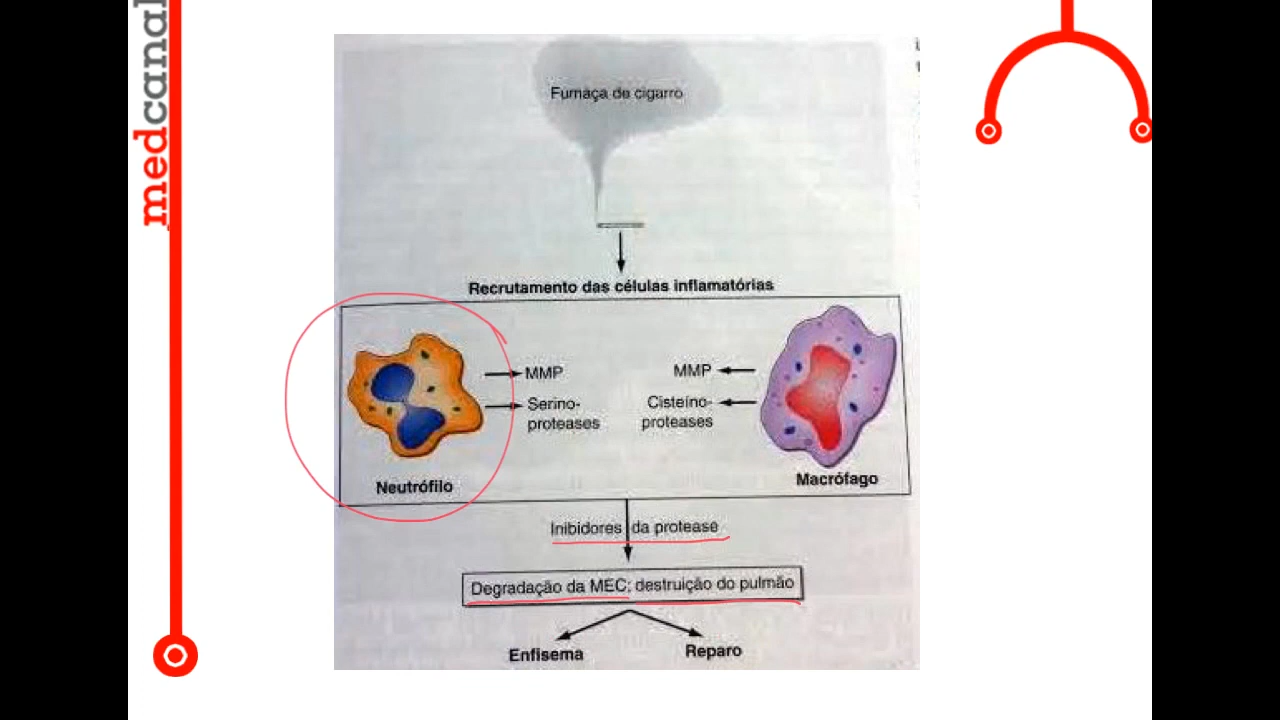 medcanal
Fumaça de cigarro
Recrutamento das células inflamatórias
MMP
MMP
Serino-
proteases
Cisteíno-
proteases
Neutrófilo
Macrófago
Inibidores da protease
Degradação da MEC; destruição do pulmão
Enfisema
Reparo